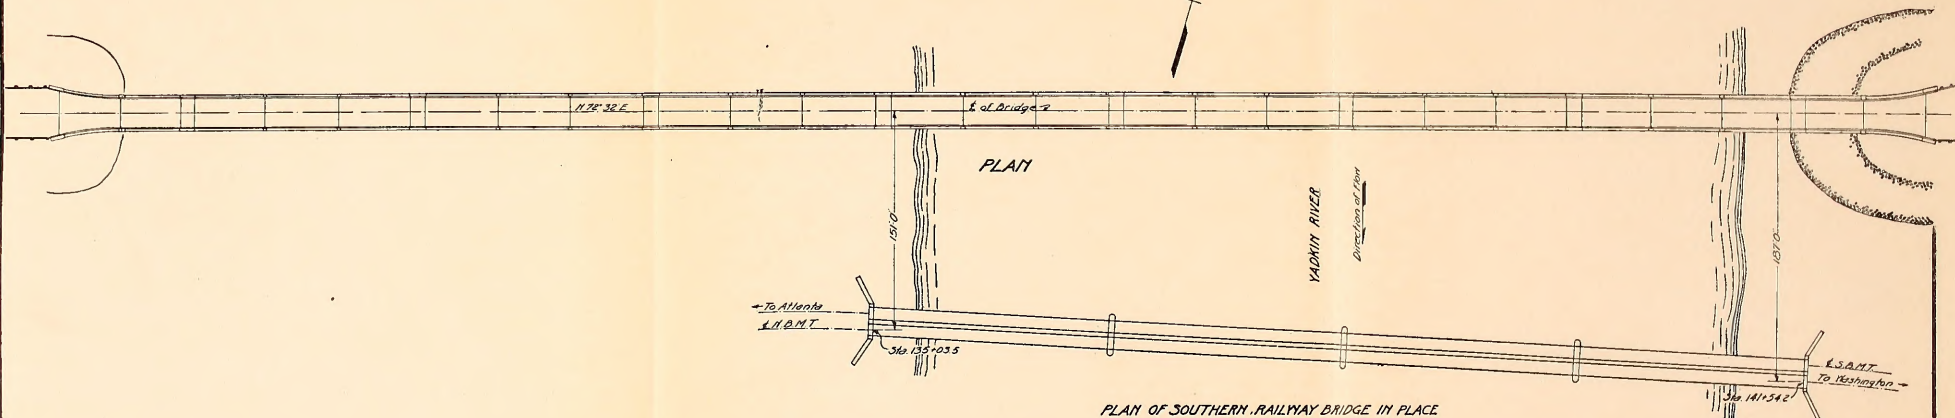 N 72° 32 E
℄ of Bridge
PLAN
151'0"
YADKIN RIVER
Direction of Flow
187'0"
To Atlanta
℄ N.B.M.T.
Sta. 135+03.5
℄ S.B.M.T.
To Washington
Sta. 141+54.2
PLAN OF SOUTHERN RAILWAY BRIDGE IN PLACE